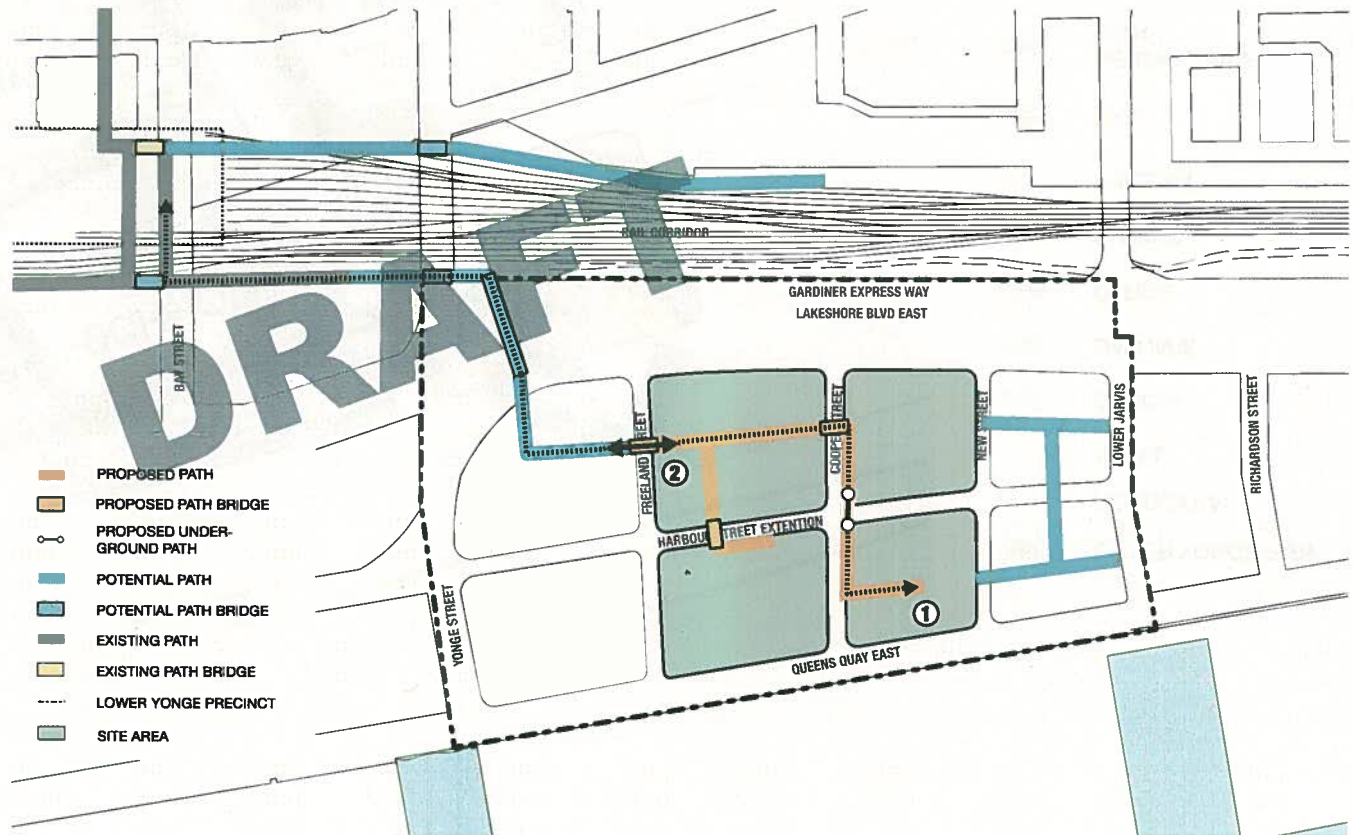 DRAFT
RAIL CORRIDOR
GARDINER EXPRESS WAY
LAKESHORE BLVD EAST
BAY STREET
FREELAND STREET
COOPER STREET
NEW STREET
LOWER JARVIS
RICHARDSON STREET
2
HARBOUR STREET EXTENTION
1
YONGE STREET
QUEENS QUAY EAST
PROPOSED PATH
PROPOSED PATH BRIDGE
PROPOSED UNDER-
GROUND PATH
POTENTIAL PATH
POTENTIAL PATH BRIDGE
EXISTING PATH
EXISTING PATH BRIDGE
LOWER YONGE PRECINCT
SITE AREA